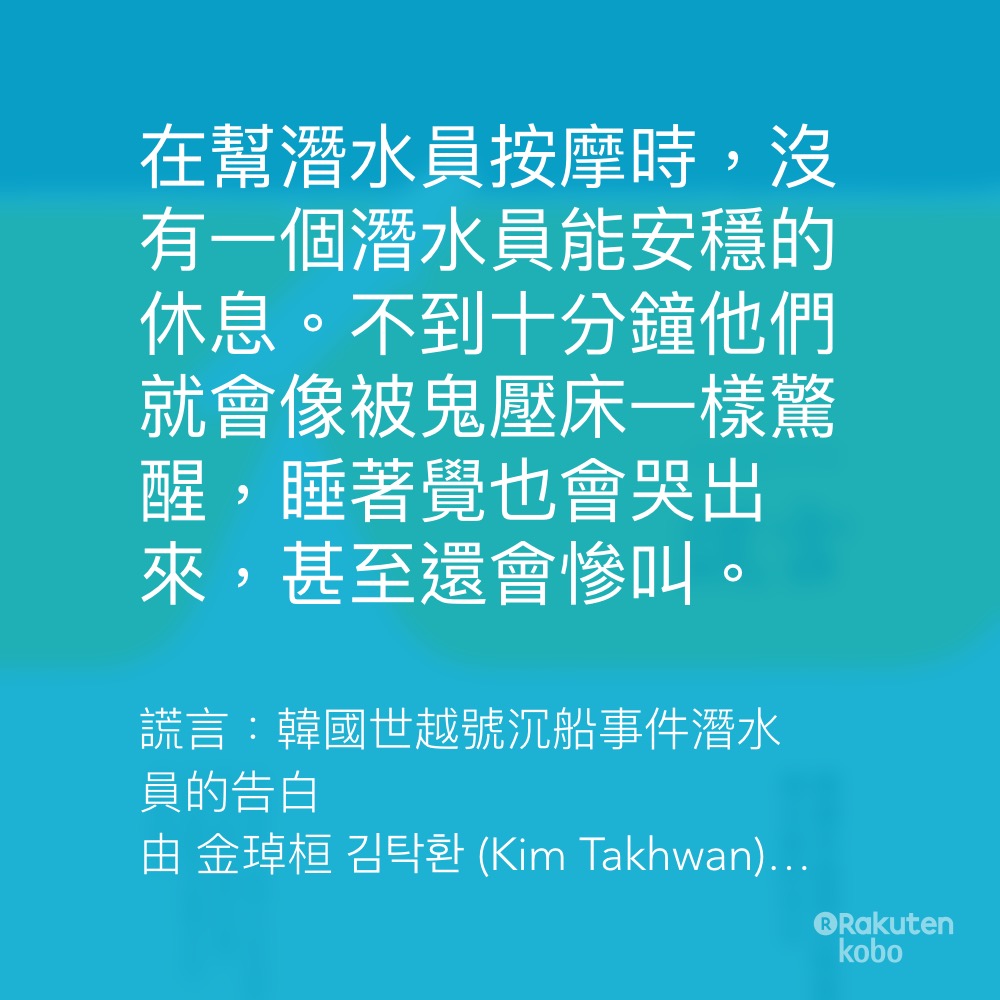 在幫潛水員按摩時，沒
有一個潛水員能安穩的
休息。不到十分鐘他們
就會像被鬼壓床一樣驚
醒，睡著覺也會哭出
來，甚至還會慘叫。
謊言：韓國世越號沉船事件潛水
員的告白
由 金琸桓 김탁환 (Kim Takhwan)…
Rakuten
kobo